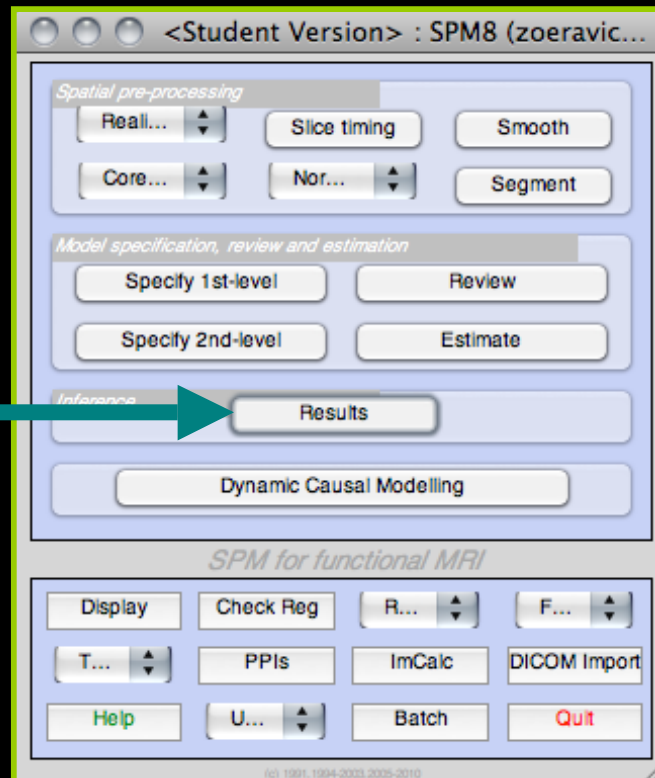 <Student Version> : SPM8 (zoeravic...
Spatial pre-processing
Reali... Slice timing Smooth
Core... Nor... Segment
Model specification, review and estimation
Specify 1st-level Review
Specify 2nd-level Estimate
Inference
Results
Dynamic Causal Modelling
SPM for functional MRI
Display Check Reg R... F...
T... PPIs ImCalc DICOM Import
Help U... Batch Quit
(c) 1991,1994-2003,2005-2010